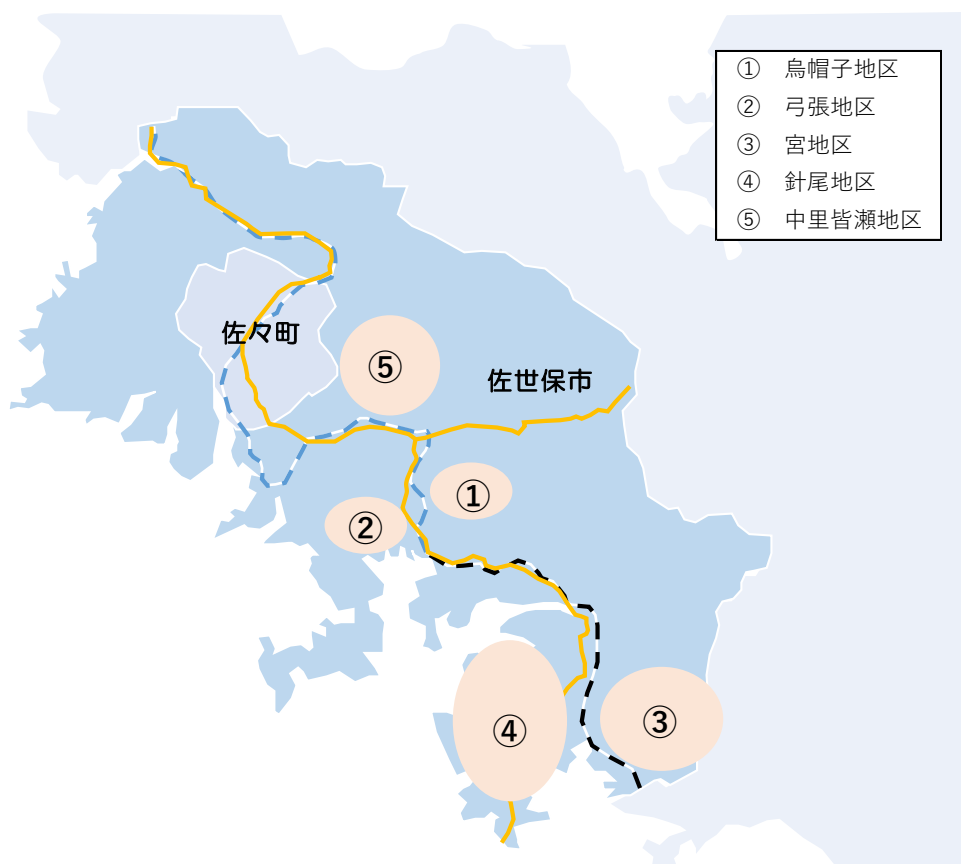 ① 烏帽子地区
② 弓張地区
③ 宮地区
④ 針尾地区
⑤ 中里皆瀬地区
佐々町
⑤
佐世保市
①
②
④
③